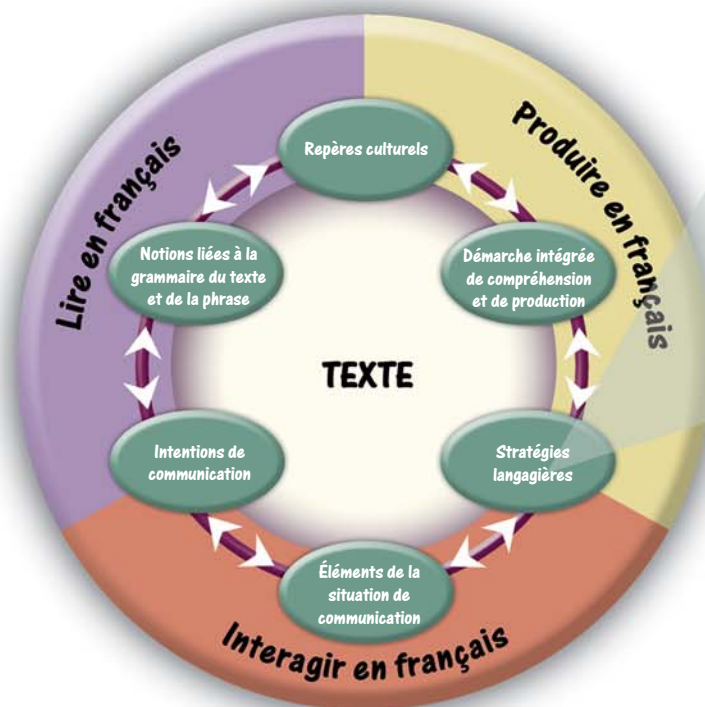 Lire en français
Produire en français
Repères culturels
Notions liées à la
grammaire du texte
et de la phrase
Démarche intégrée
de compréhension
et de production
TEXTE
Intentions de
communication
Stratégies
langagières
Éléments de la
situation de
communication
Interagir en français